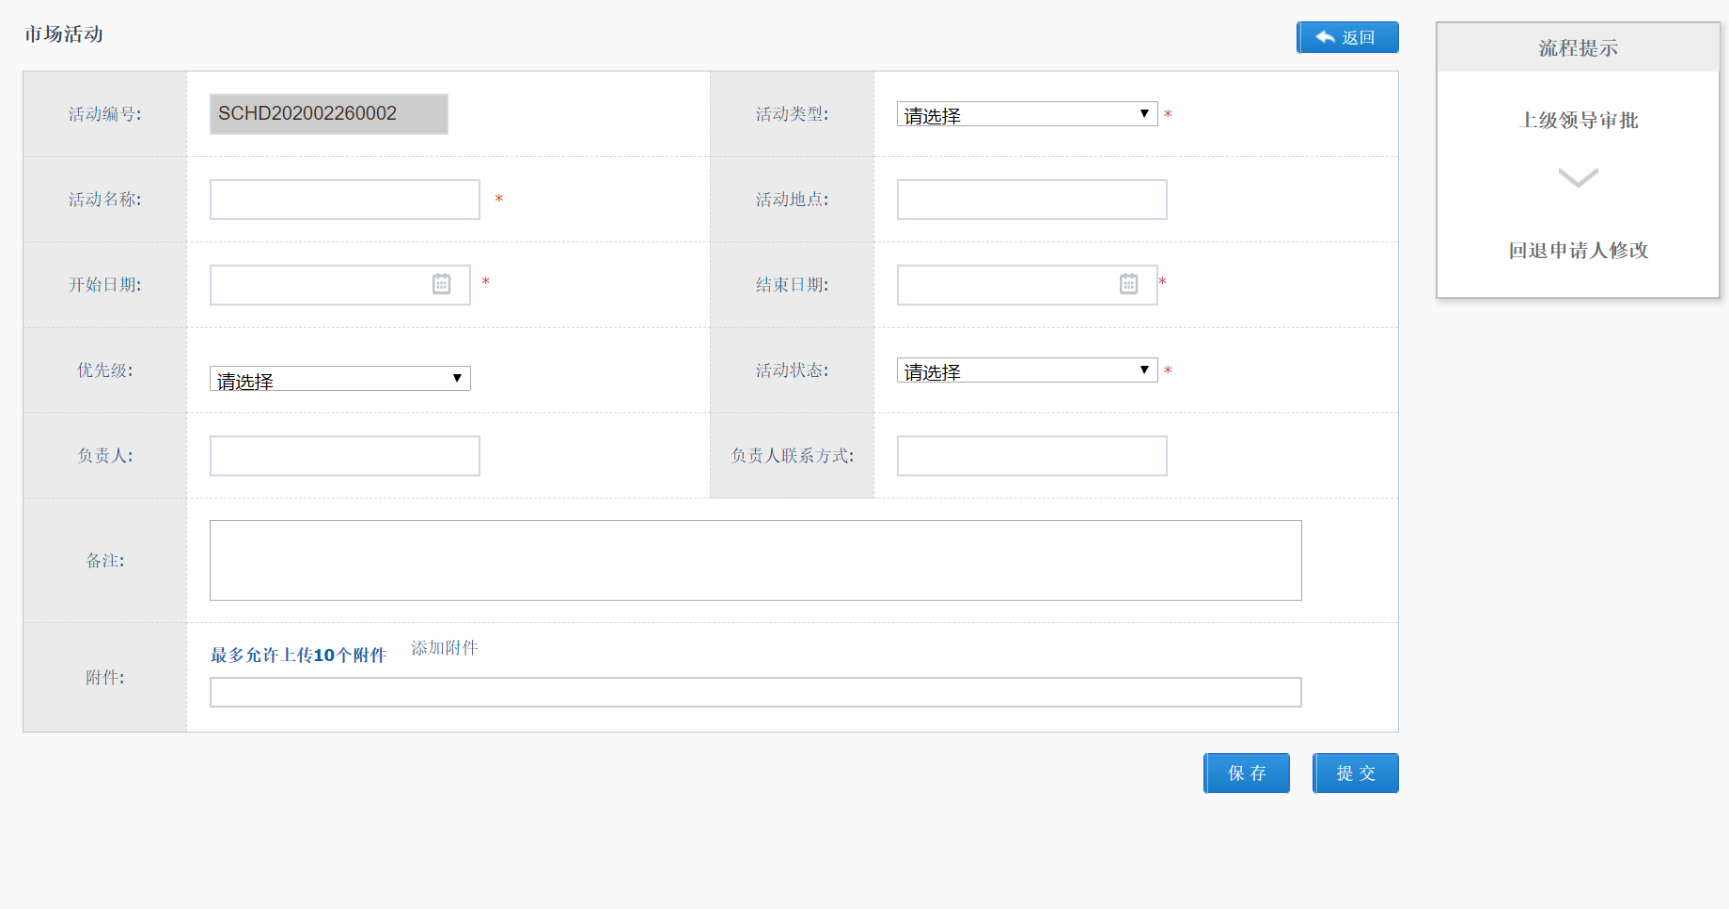 市场活动
返回
流程提示
活动编号: SCHD202002260002 活动类型: 请选择 *
上级领导审批
活动名称: * 活动地点:
回退申请人修改
开始日期: * 结束日期: *
优先级: 请选择 活动状态: 请选择 *
负责人: 负责人联系方式:
备注:
附件: 最多允许上传10个附件 添加附件
保存 提交